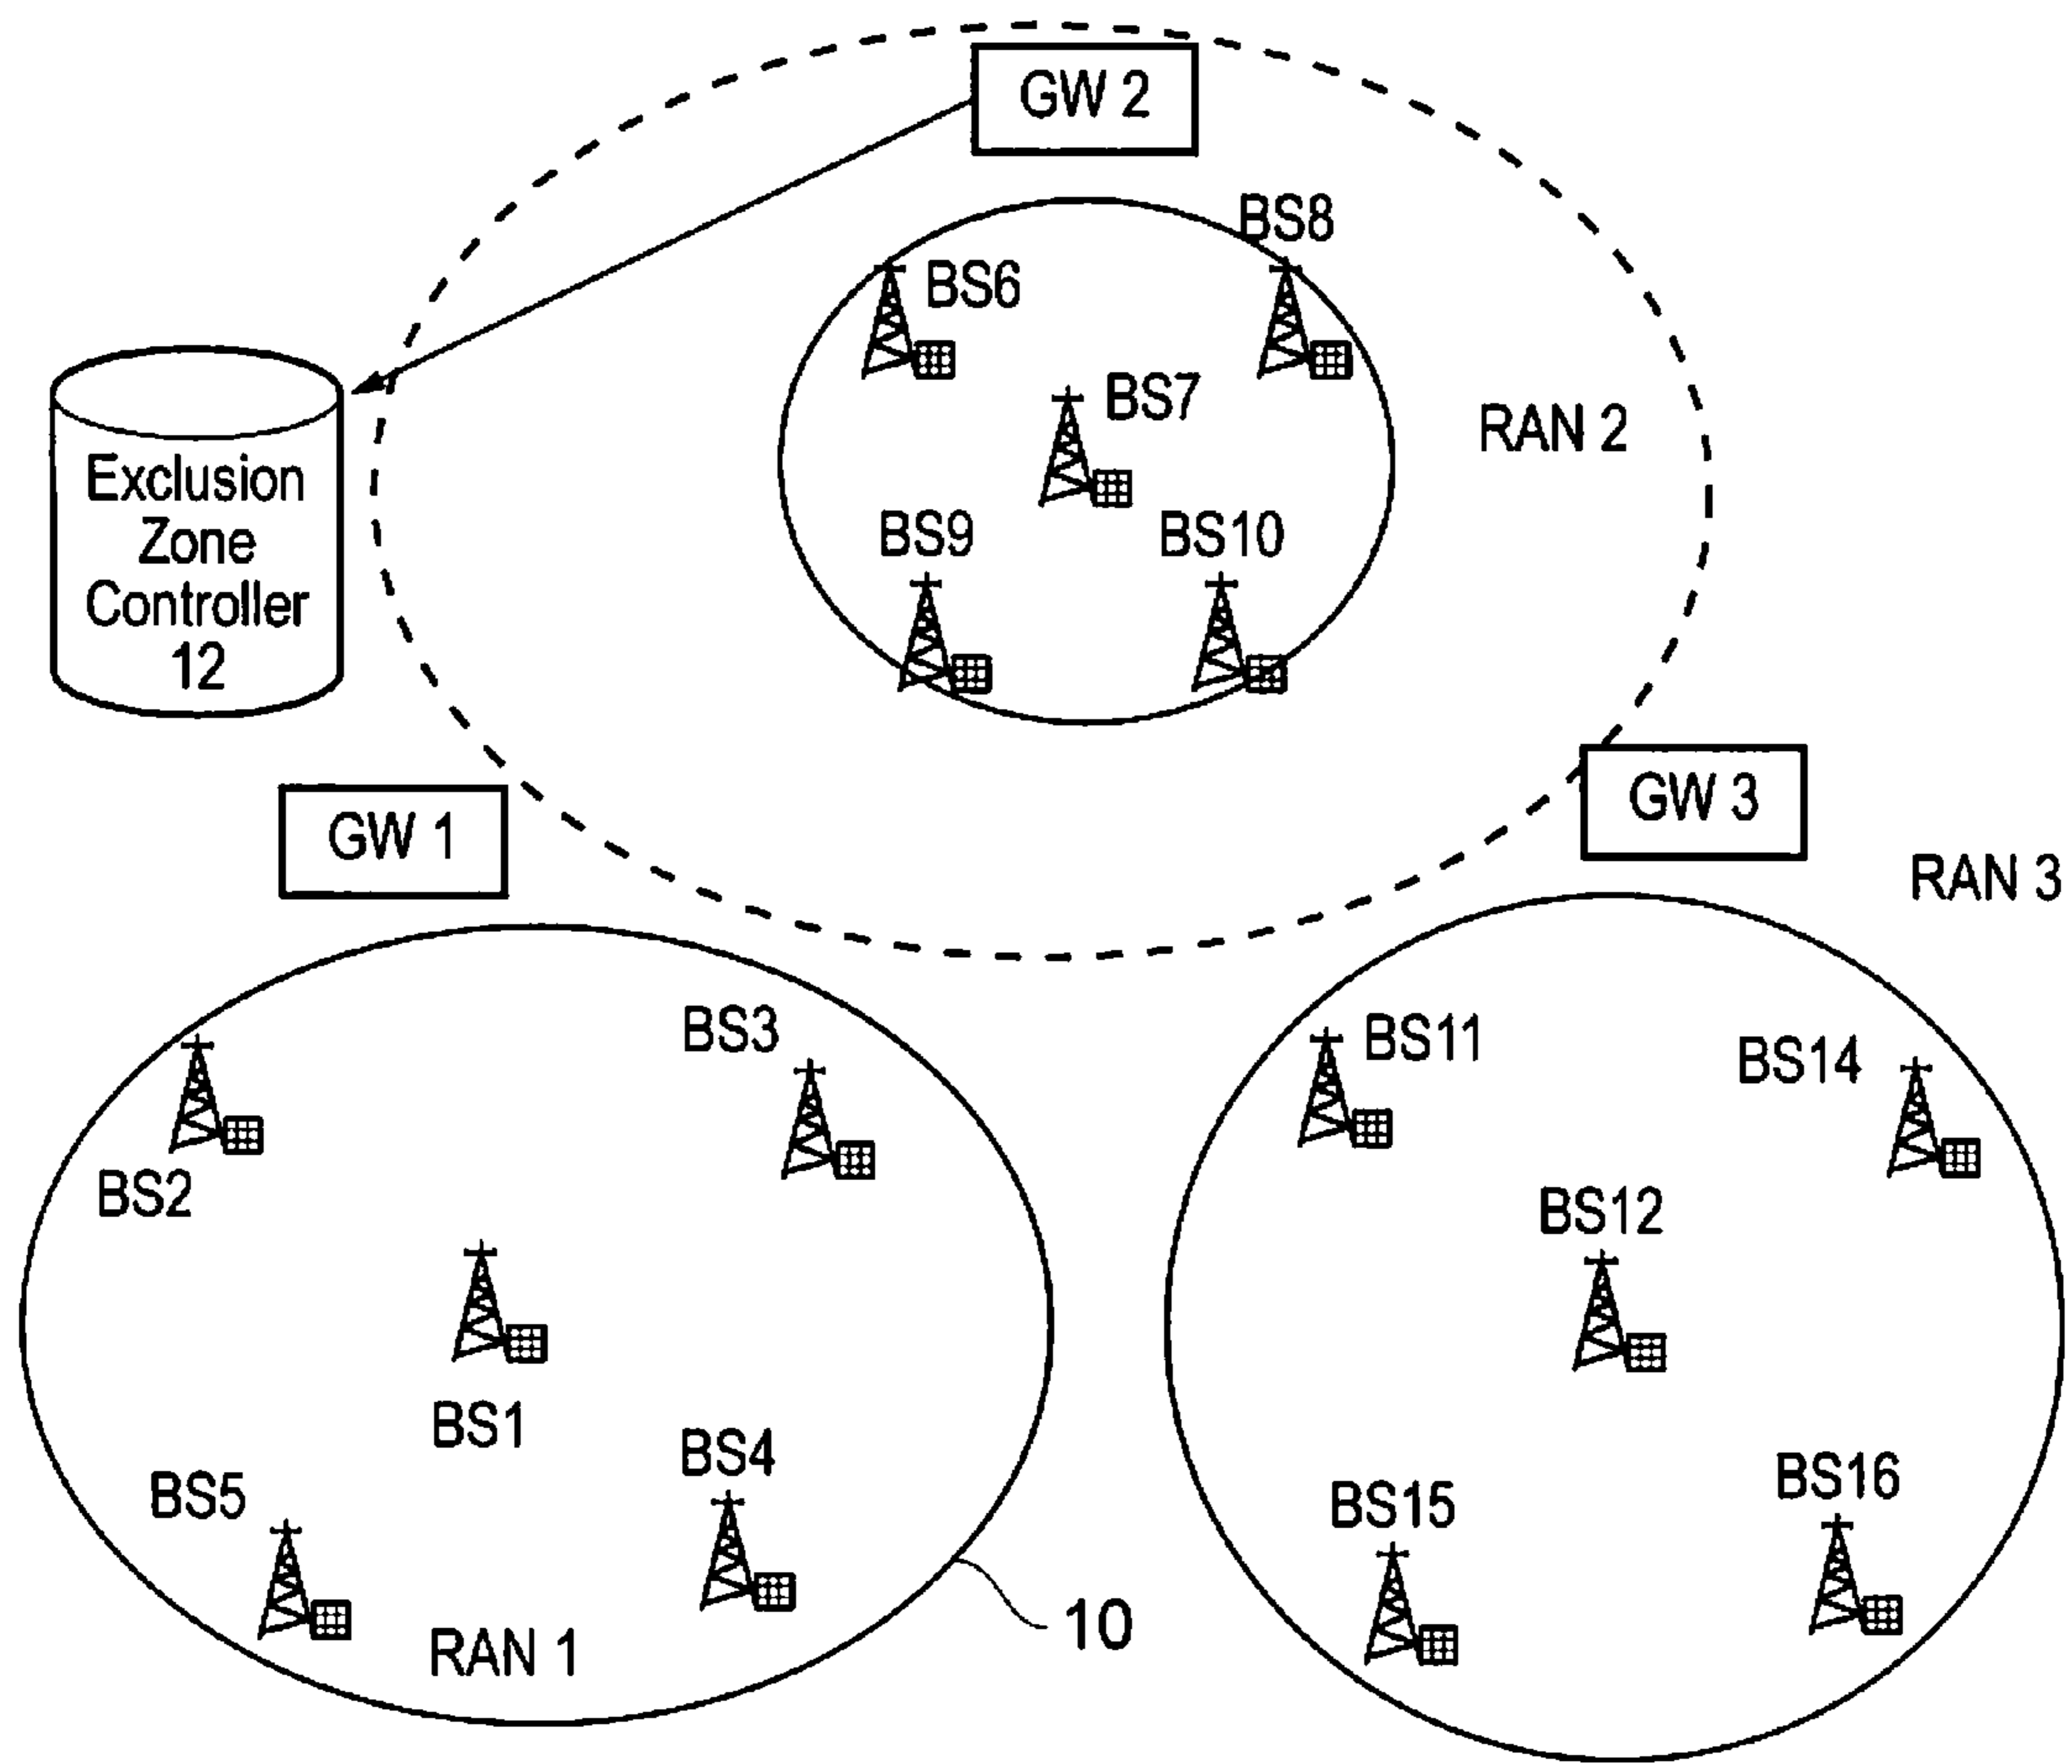 GW 2
BS8
BS6
BS7
RAN 2
Exclusion
Zone
Controller
12
BS9
BS10
GW 1
GW 3
RAN 3
BS3
BS11
BS14
BS2
BS12
BS1
BS4
BS5
BS15
BS16
10
RAN 1